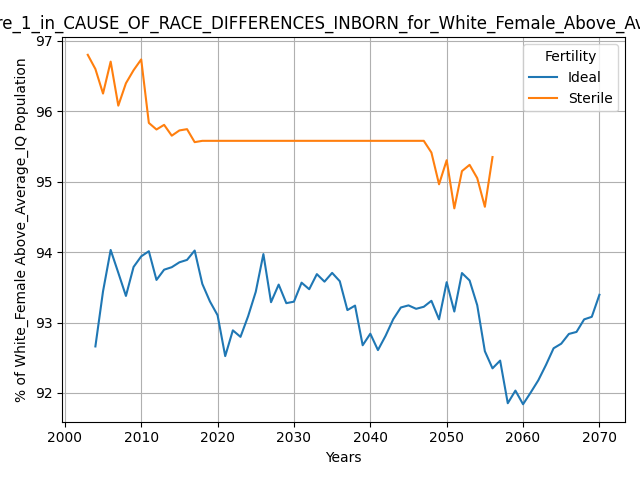 re_1_in_CAUSE_OF_RACE_DIFFERENCES_INBORN_for_White_Female_Above_Av
Fertility
Ideal
Sterile
97
96
95
94
93
92
% of White_Female Above_Average_IQ Population
2000 2010 2020 2030 2040 2050 2060 2070
Years